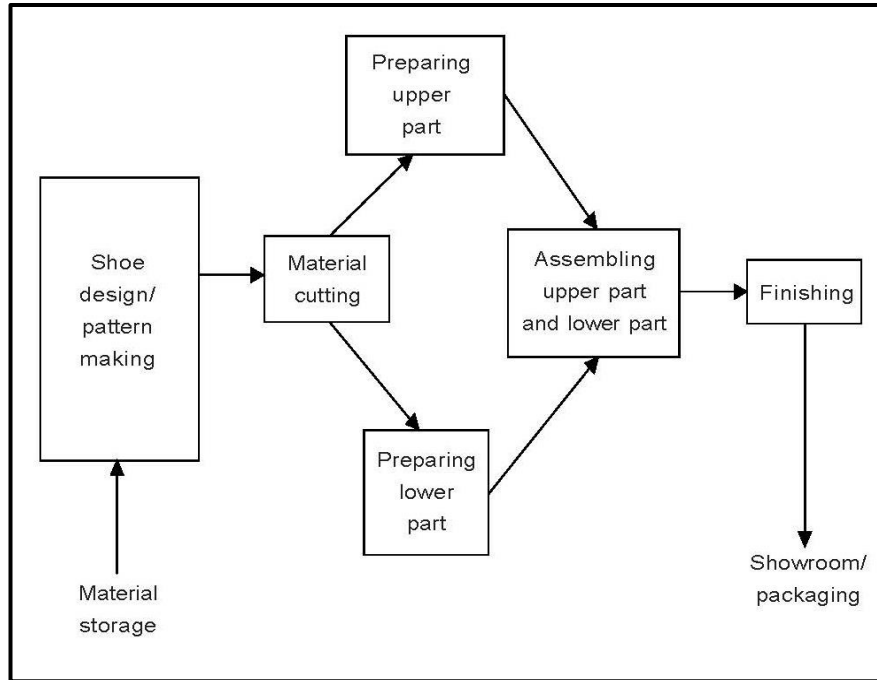 Preparing
upper
part
Shoe
design/
pattern
making
Material
cutting
Assembling
upper part
and lower part
Finishing
Preparing
lower
part
Material
storage
Showroom/
packaging